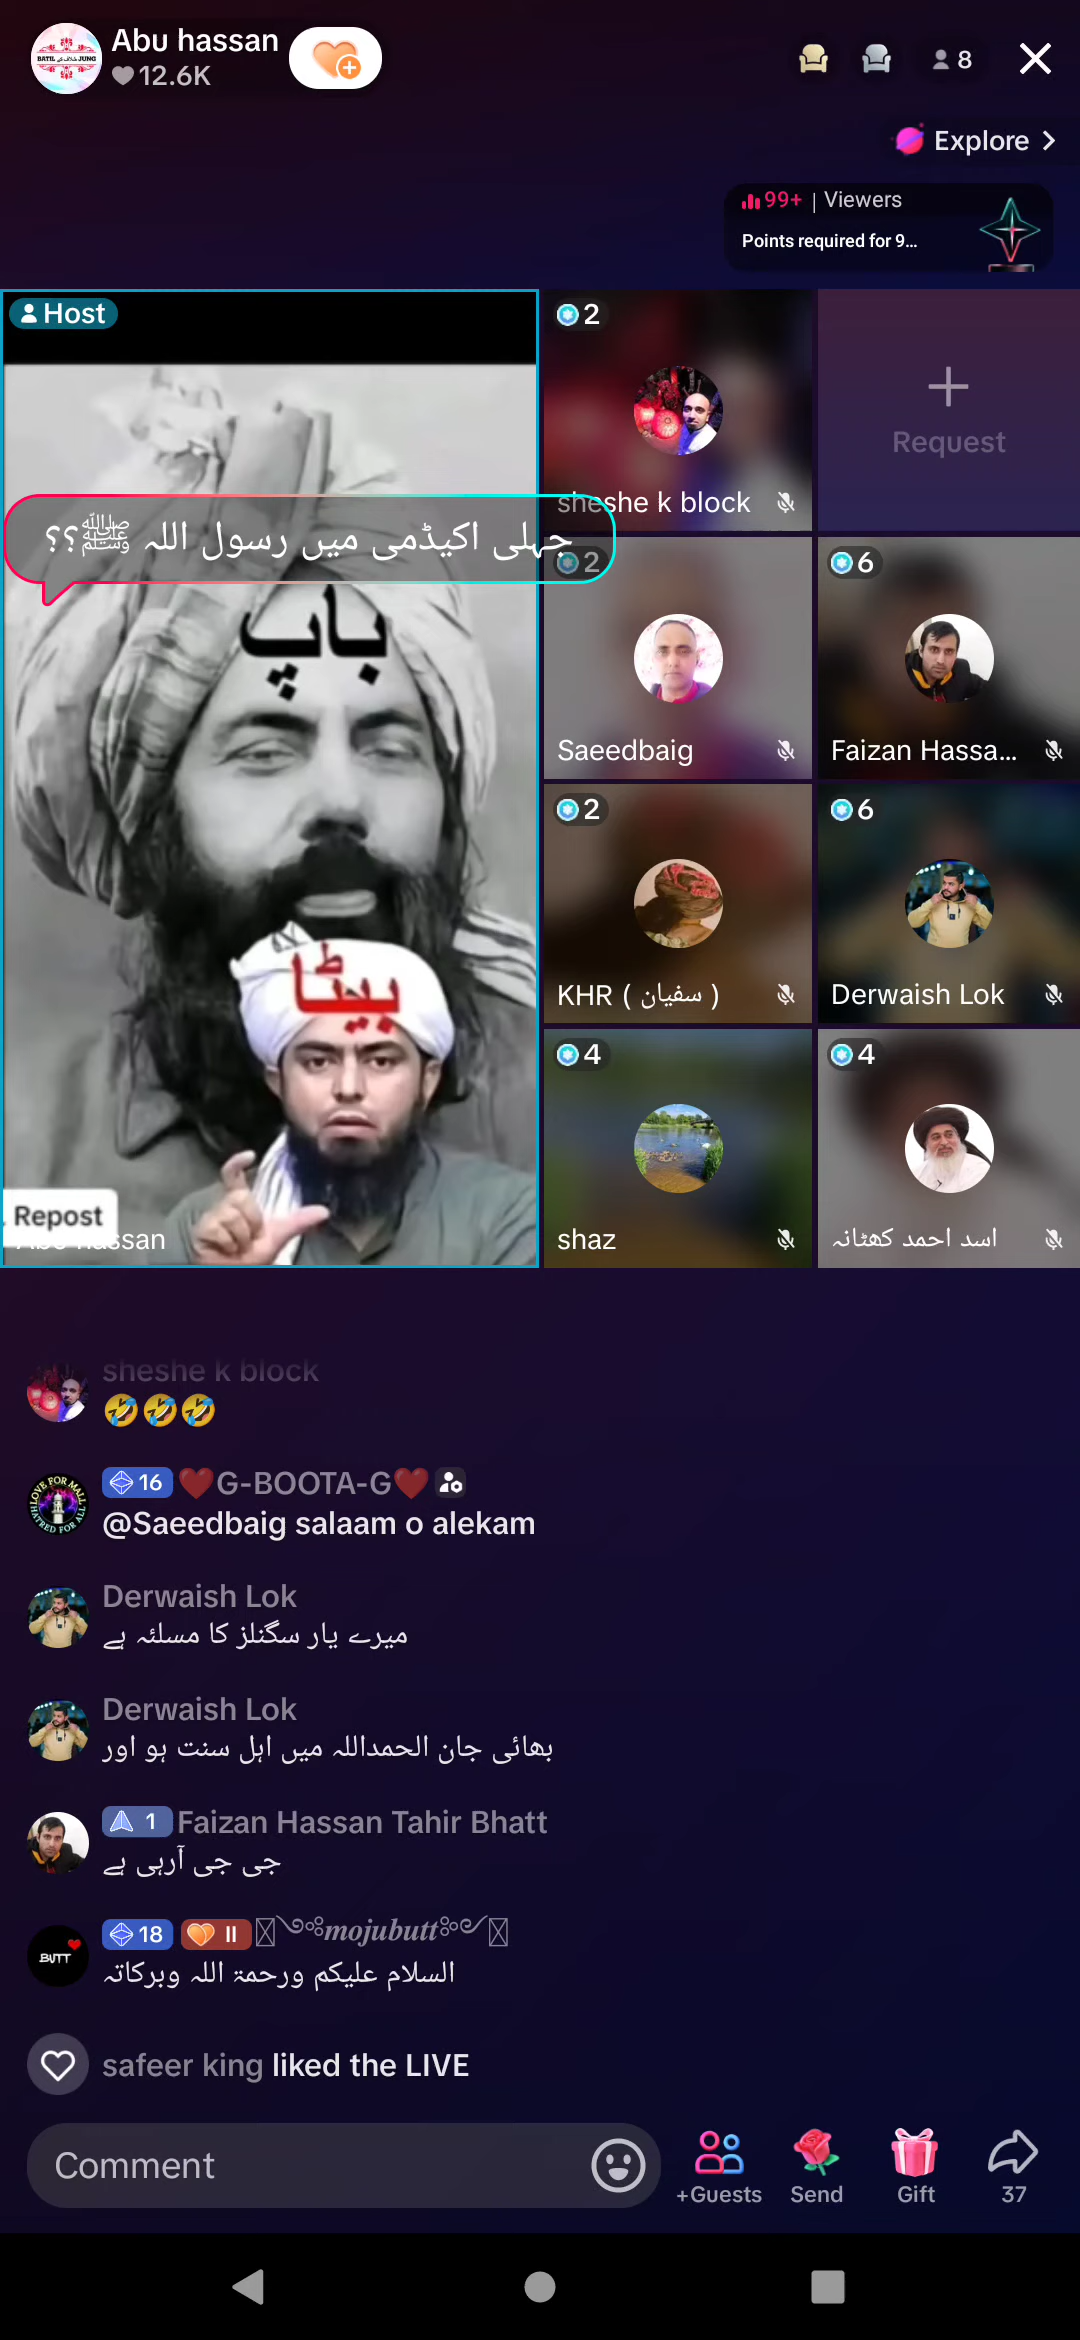 Abu hassan
12.6K
8
Explore
99+ | Viewers
Points required for 9...
Host
2
Request
sheshe k block
جہلی اکیڈمی میں رسول اللہ ﷺ؟؟
2
6
باپ
Saeedbaig
Faizan Hassa...
2
6
بیٹا
KHR ( سفیان )
Derwaish Lok
4
4
Repost
Abu hassan
shaz
اسد احمد کھٹانہ
sheshe k block
🤣🤣🤣
16 ❤️G-BOOTA-G❤️
@Saeedbaig salaam o alekam
Derwaish Lok
میرے یار سگنلز کا مسلئہ ہے
Derwaish Lok
بھائی جان الحمداللہ میں اہل سنت ہو اور
1 Faizan Hassan Tahir Bhatt
جی جی آرہی ہے
BUTT
18 II mojubutt
السلام علیکم ورحمۃ اللہ وبرکاتہ
safeer king liked the LIVE
Comment
+Guests
Send
Gift
37